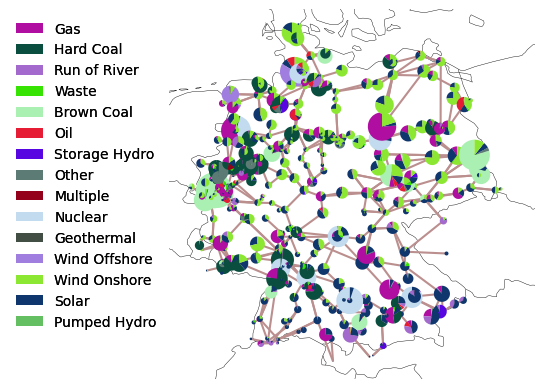 Gas
Hard Coal
Run of River
Waste
Brown Coal
Oil
Storage Hydro
Other
Multiple
Nuclear
Geothermal
Wind Offshore
Wind Onshore
Solar
Pumped Hydro